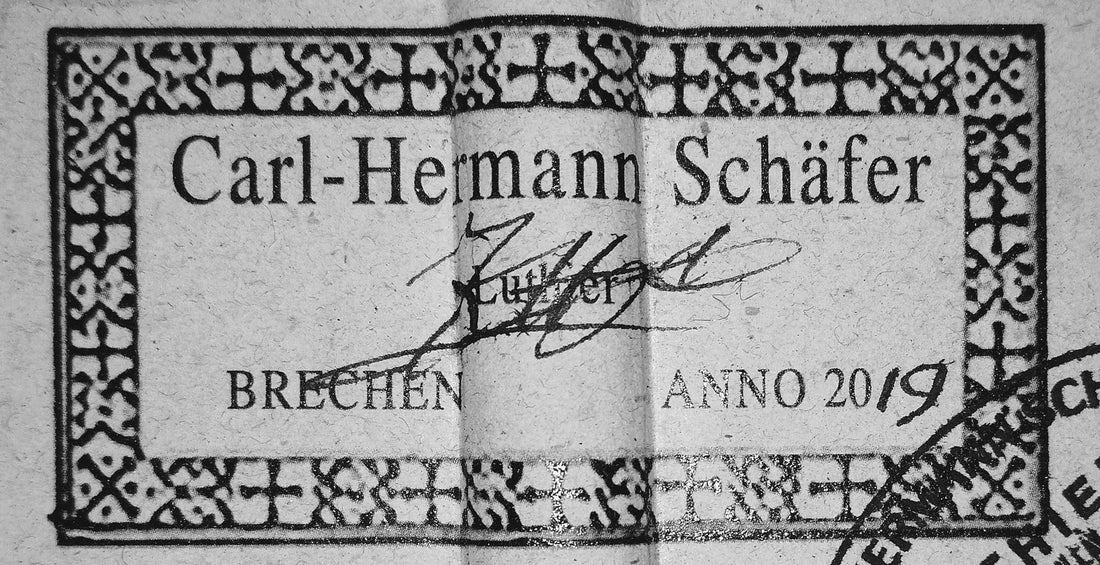 Carl-Hermann Schäfer
Luthier
BRECHEN ANNO 2019